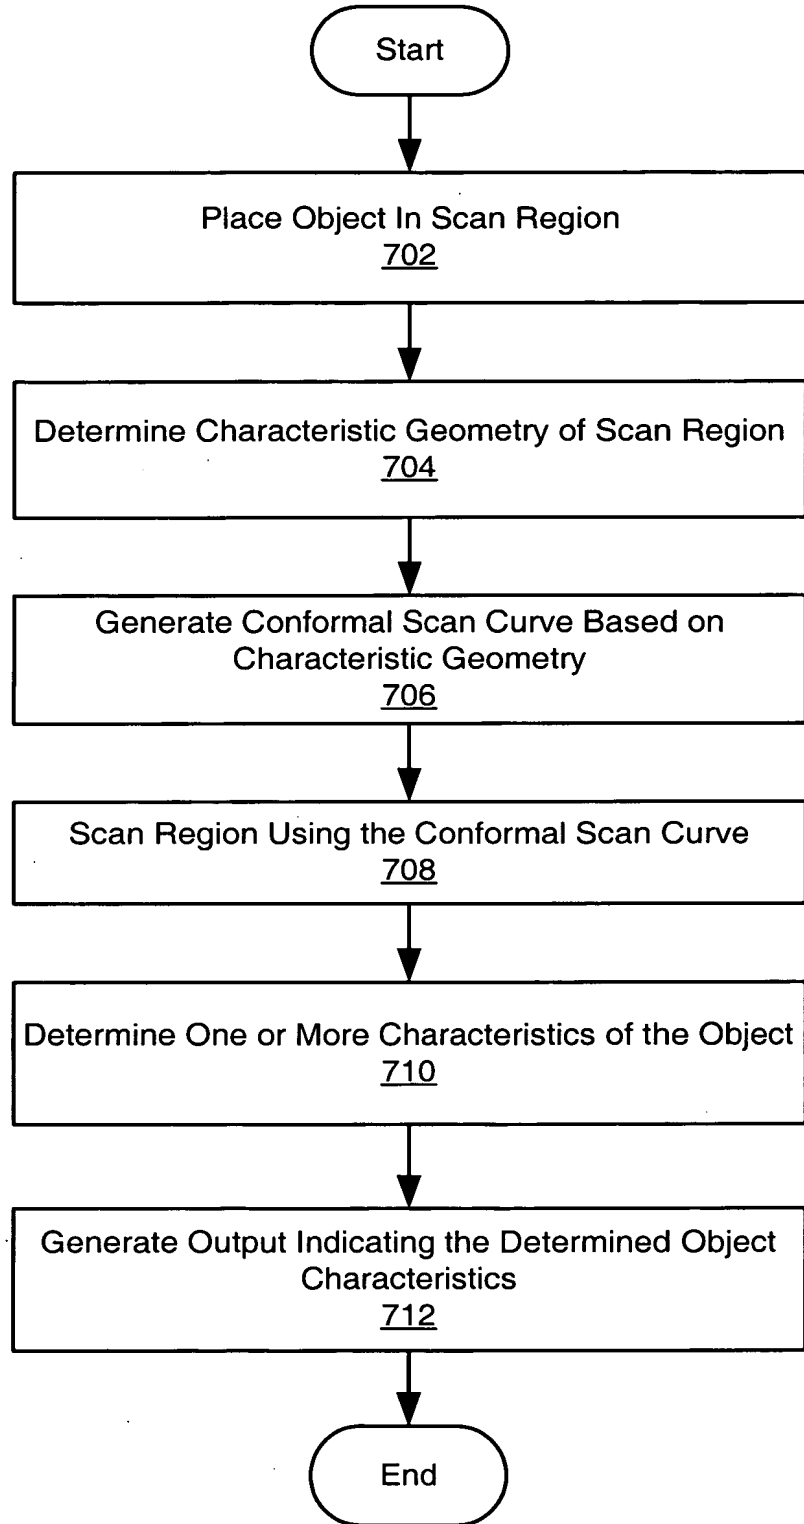 Start
Place Object In Scan Region
702
Determine Characteristic Geometry of Scan Region
704
Generate Conformal Scan Curve Based on
Characteristic Geometry
706
Scan Region Using the Conformal Scan Curve
708
Determine One or More Characteristics of the Object
710
Generate Output Indicating the Determined Object
Characteristics
712
End